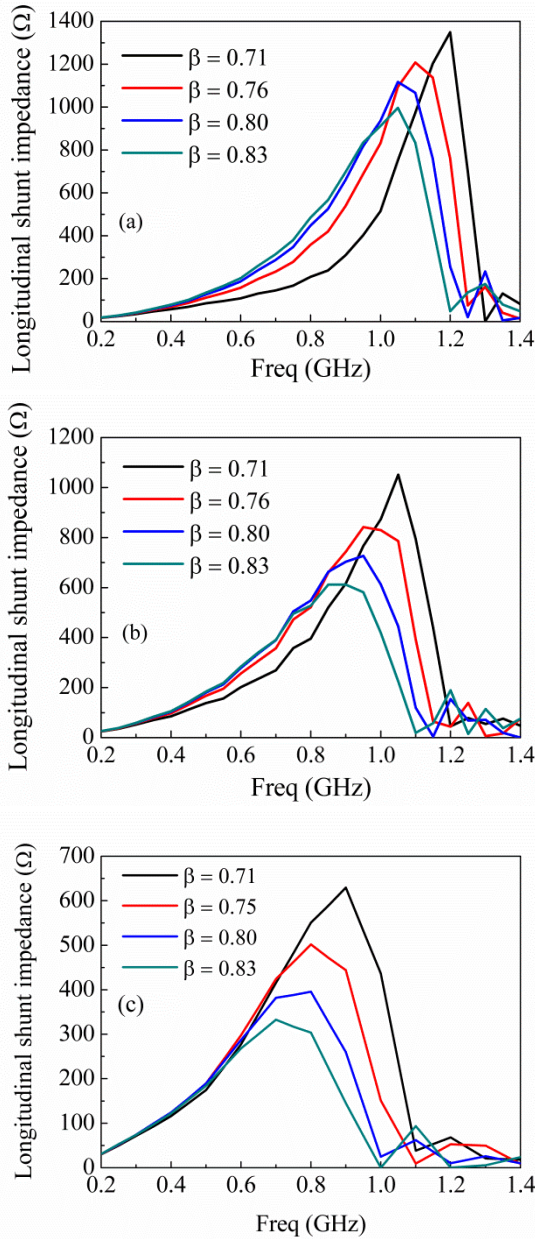 1400
1200
1000
800
600
400
200
0
Longitudinal shunt impedance (Ω)
β = 0.71
β = 0.76
β = 0.80
β = 0.83
(a)
0.2 0.4 0.6 0.8 1.0 1.2 1.4
Freq (GHz)
1200
1000
800
600
400
200
0
Longitudinal shunt impedance (Ω)
β = 0.71
β = 0.76
β = 0.80
β = 0.83
(b)
0.2 0.4 0.6 0.8 1.0 1.2 1.4
Freq (GHz)
700
600
500
400
300
200
100
0
Longitudinal shunt impedance (Ω)
β = 0.71
β = 0.75
β = 0.80
β = 0.83
(c)
0.2 0.4 0.6 0.8 1.0 1.2 1.4
Freq (GHz)